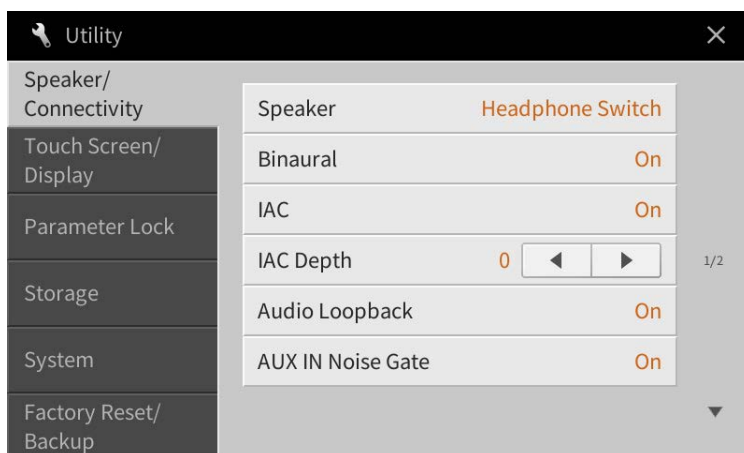 Utility
Speaker/
Connectivity
Touch Screen/
Display
Parameter Lock
Storage
System
Factory Reset/
Backup
Speaker Headphone Switch
Binaural On
IAC On
IAC Depth 0
Audio Loopback On
AUX IN Noise Gate On
1/2